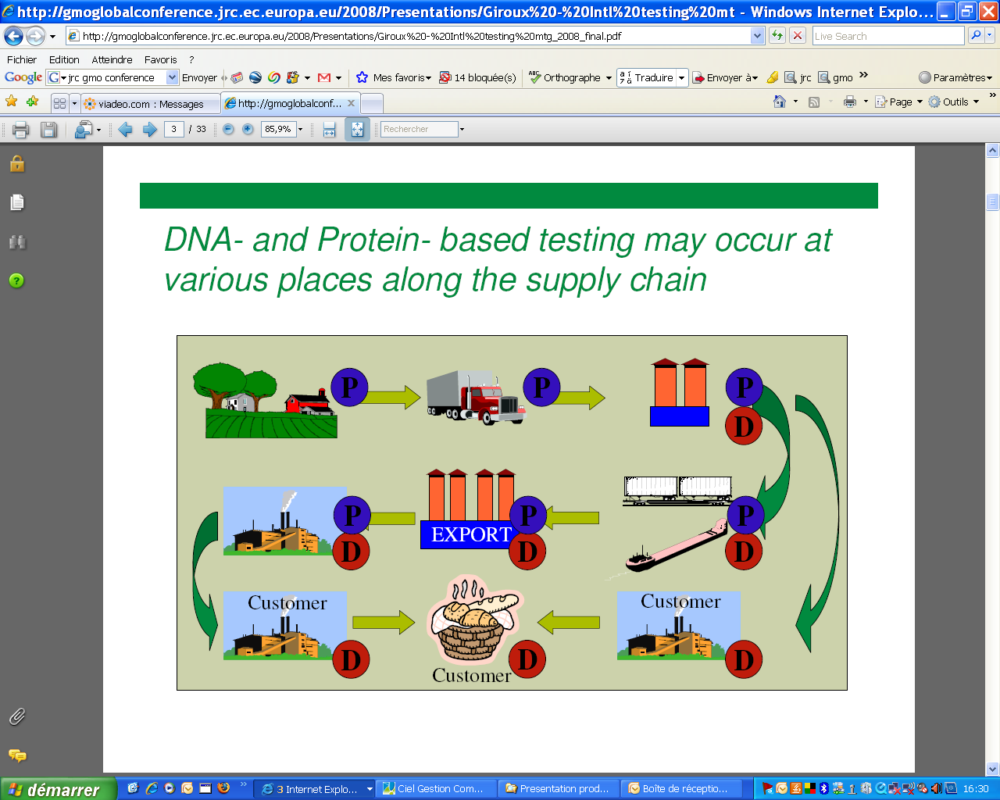 http://gmoglobalconference.jrc.ec.europa.eu/2008/Presentations/Giroux%20-%20Intl%20testing%20mt - Windows Internet Explo...
http://gmoglobalconference.jrc.ec.europa.eu/2008/Presentations/Giroux%20-%20Intl%20testing%20mtg_2008_final.pdf
Live Search
Fichier Edition Atteindre Favoris ?
Google G jrc gmo conference Envoyer Mes favoris 14 bloquée(s) ABC Orthographe Traduire Envoyer à jrc gmo » Paramètres
viadeo.com : Messages http://gmoglobalconf... Page Outils »
3 / 33 85,9% Rechercher
DNA- and Protein- based testing may occur at
various places along the supply chain
P P P
D
P P P
EXPORT
D D D
Customer Customer
D D D
Customer
démarrer » 3 Internet Explo... Ciel Gestion Com... Presentation prod... Boîte de réceptio... 16:30